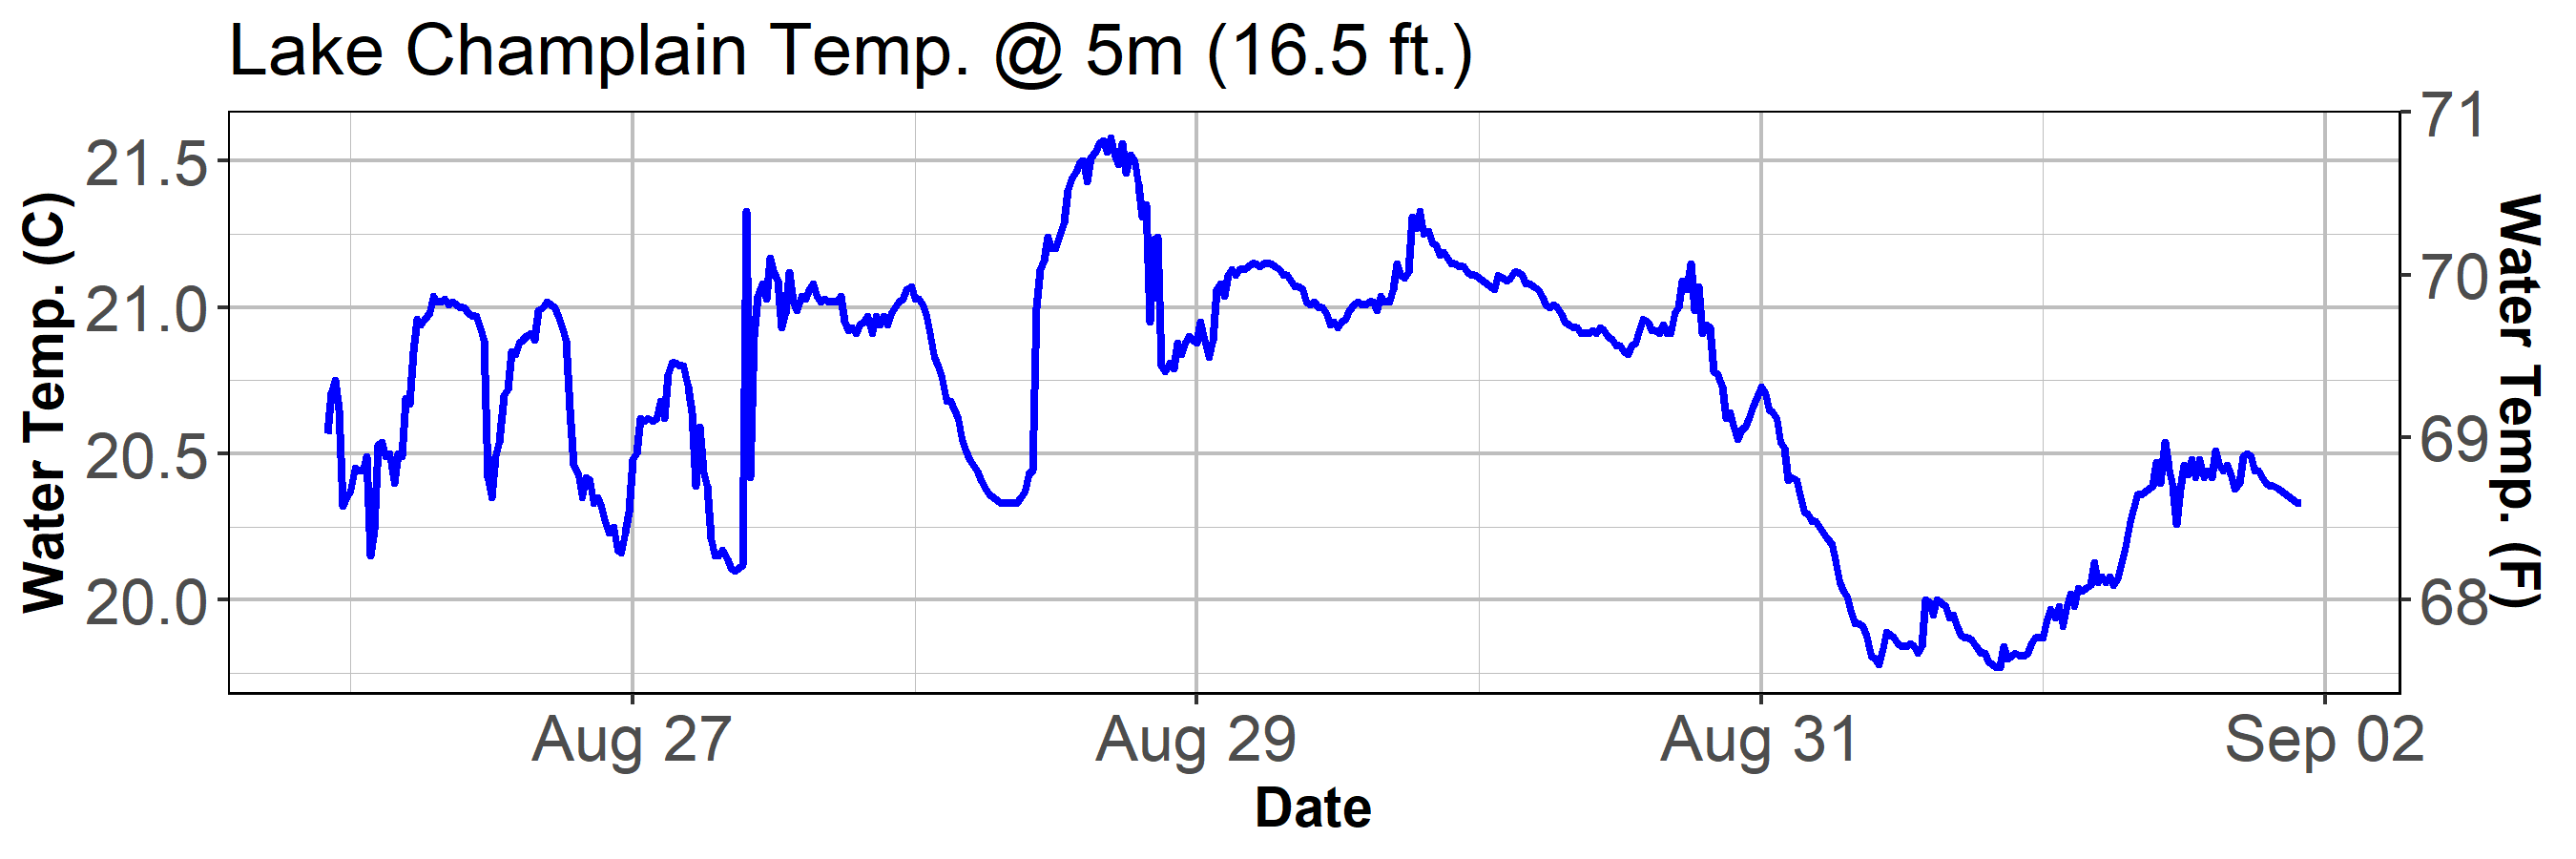 Lake Champlain Temp. @ 5m (16.5 ft.)
71
21.5
21.0
20.5
20.0
70
69
68
Water Temp. (C)
Water Temp. (F)
Aug 27
Aug 29
Aug 31
Sep 02
Date